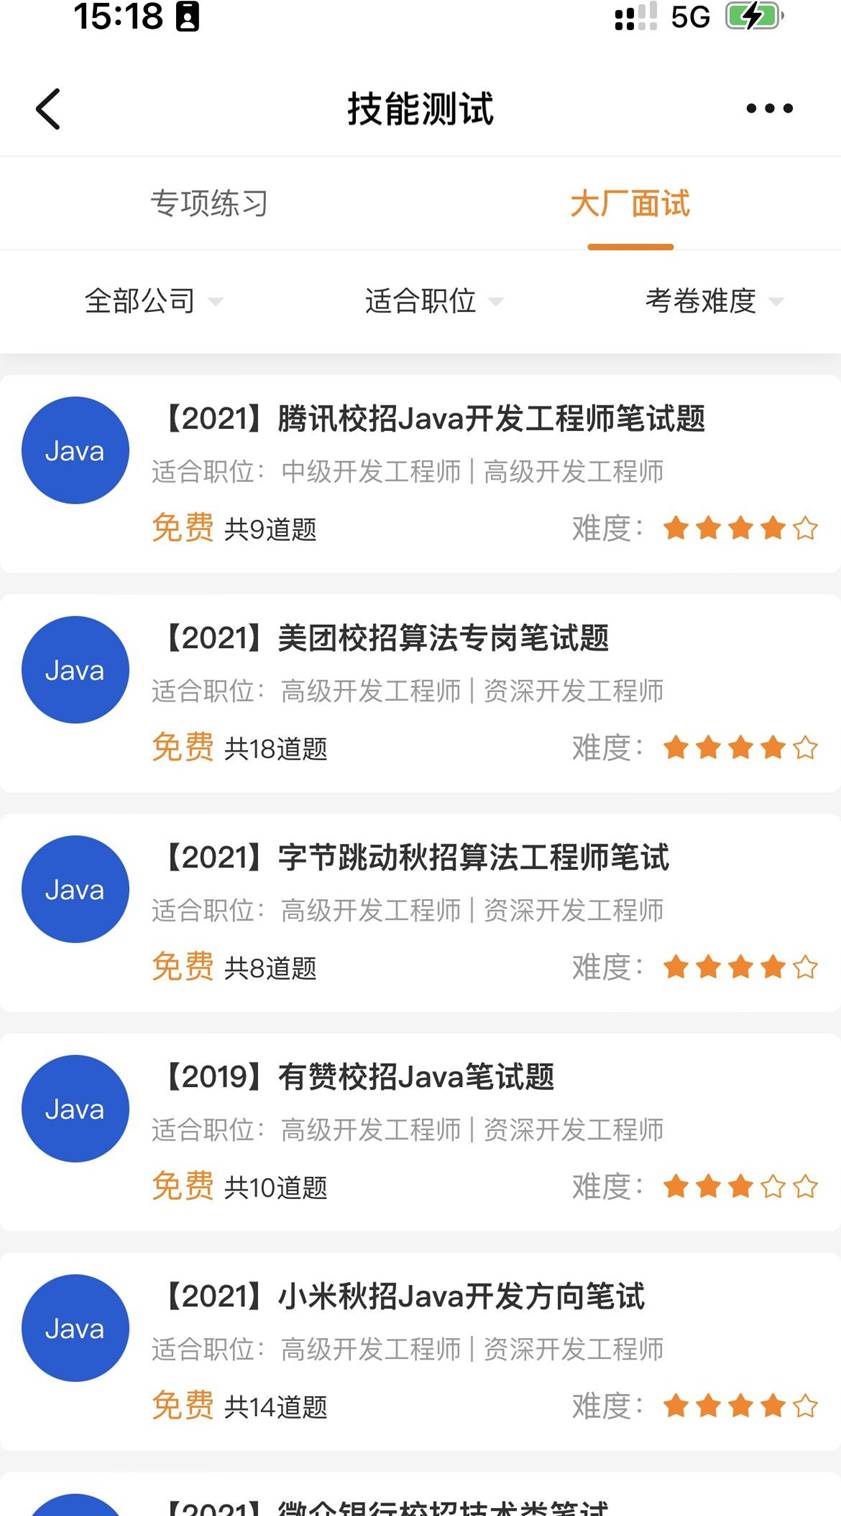 15:18
5G
技能测试
专项练习
大厂面试
全部公司
适合职位
考卷难度
Java
【2021】腾讯校招Java开发工程师笔试题
适合职位：中级开发工程师 | 高级开发工程师
免费 共9道题
难度：
Java
【2021】美团校招算法专岗笔试题
适合职位：高级开发工程师 | 资深开发工程师
免费 共18道题
难度：
Java
【2021】字节跳动秋招算法工程师笔试
适合职位：高级开发工程师 | 资深开发工程师
免费 共8道题
难度：
Java
【2019】有赞校招Java笔试题
适合职位：高级开发工程师 | 资深开发工程师
免费 共10道题
难度：
Java
【2021】小米秋招Java开发方向笔试
适合职位：高级开发工程师 | 资深开发工程师
免费 共14道题
难度：
Java
【2021】微众银行校招技术类笔试